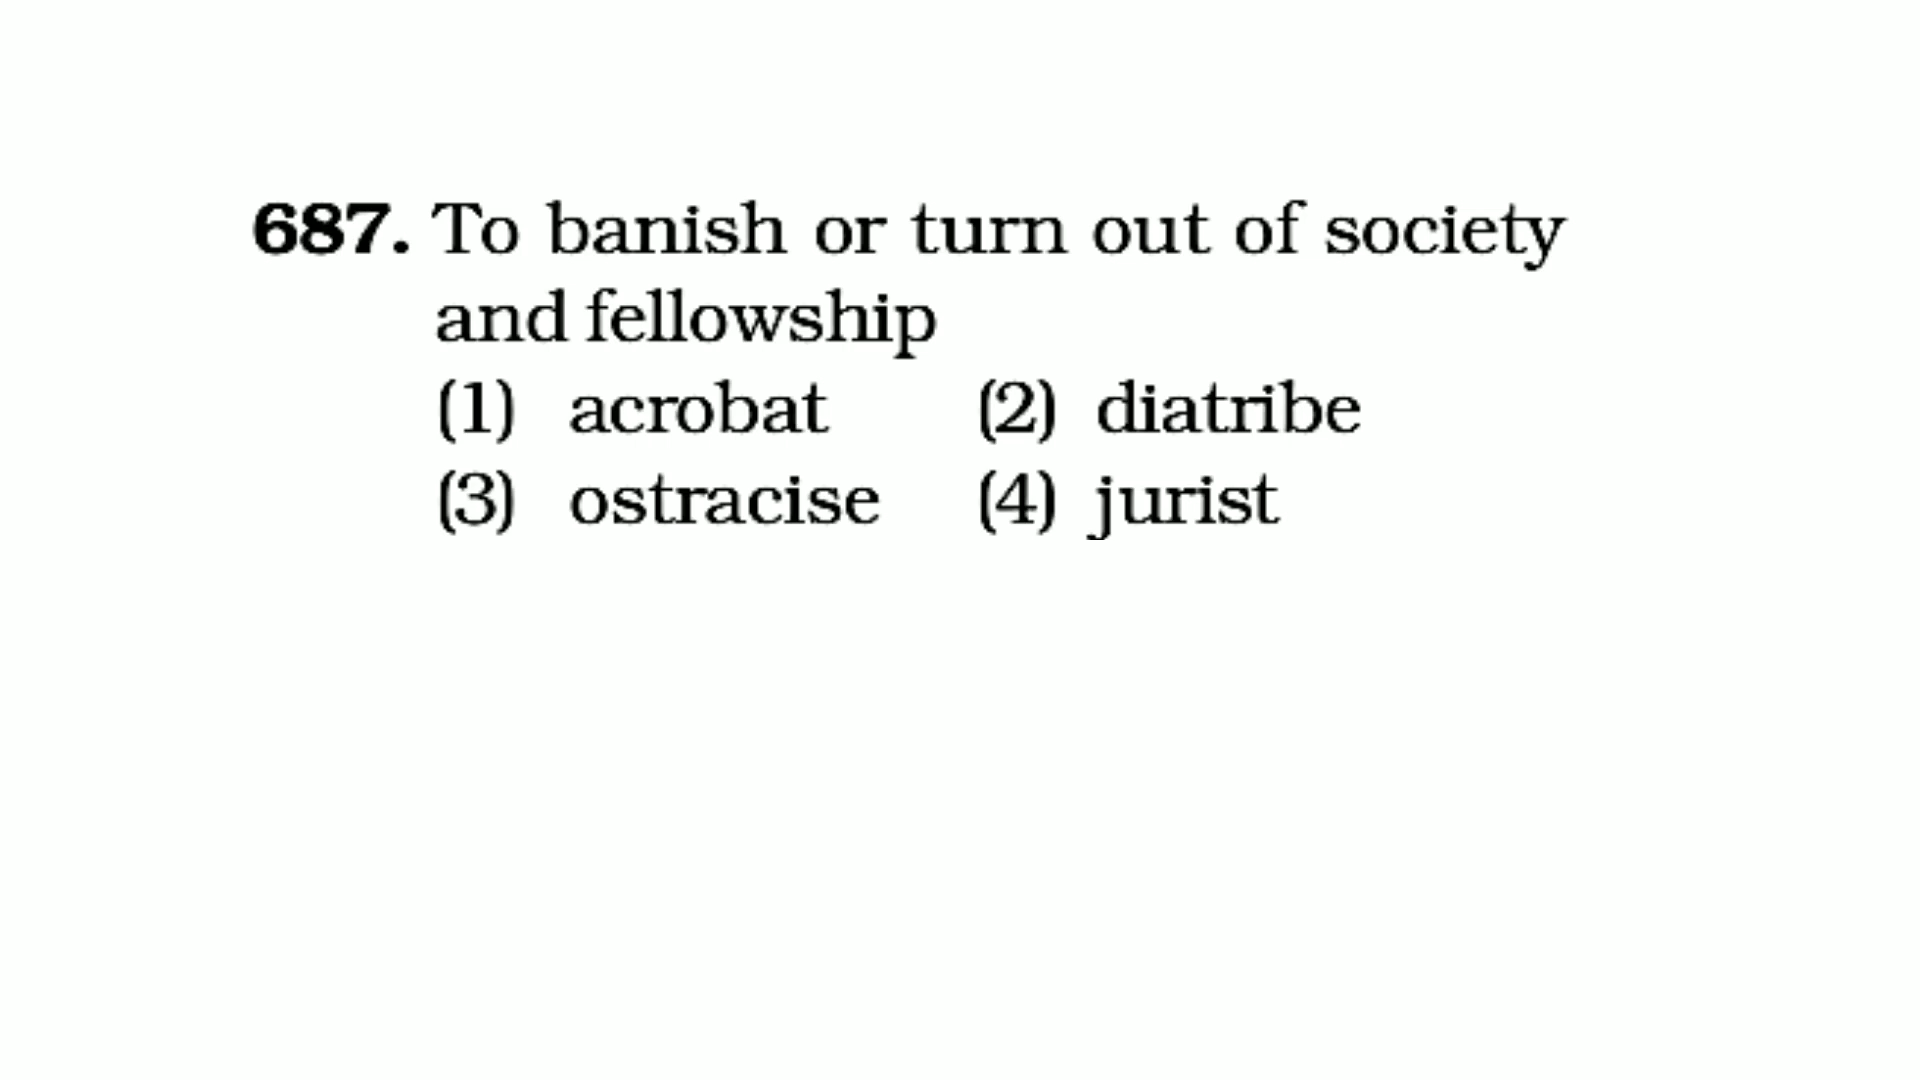 687. To banish or turn out of society
and fellowship
(1) acrobat (2) diatribe
(3) ostracise (4) jurist